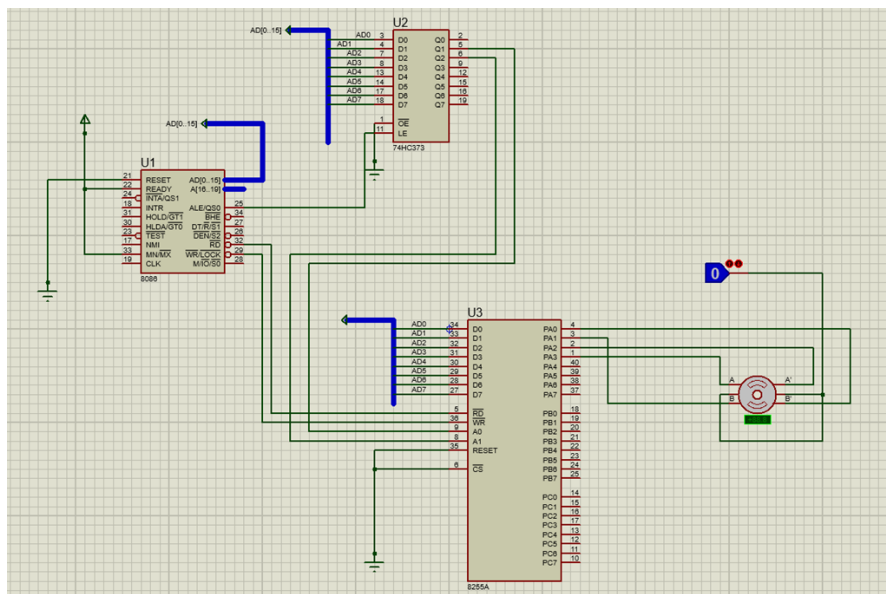 U2
AD[0..15]
AD0 3 D0 Q0 2
AD1 4 D1 Q1 5
AD2 7 D2 Q2 6
AD3 8 D3 Q3 9
AD4 13 D4 Q4 12
AD5 14 D5 Q5 15
AD6 17 D6 Q6 16
AD7 18 D7 Q7 19
1 OE
11 LE
74HC373
AD[0..15]
U1
21 RESET AD[0..15]
22 READY A[16..19]
24 INTA/QS1
18 INTR ALE/QS0 25
31 HOLD/GT1 BHE 34
30 HLDA/GT0 DT/R/S1 27
23 TEST DEN/S2 26
17 NMI RD 32
33 MN/MX WR/LOCK 29
19 CLK M/IO/S0 28
8086
0
U3
AD0 34 D0 PA0 4
AD1 33 D1 PA1 3
AD2 32 D2 PA2 2
AD3 31 D3 PA3 1
AD4 30 D4 PA4 40
AD5 29 D5 PA5 39
AD6 28 D6 PA6 38
AD7 27 D7 PA7 37
A A'
B B'
5 RD PB0 18
36 WR PB1 19
9 A0 PB2 20
8 A1 PB3 21
35 RESET PB4 22
PB5 23
6 CS PB6 24
PB7 25
PC0 14
PC1 15
PC2 16
PC3 17
PC4 13
PC5 12
PC6 11
PC7 10
8255A